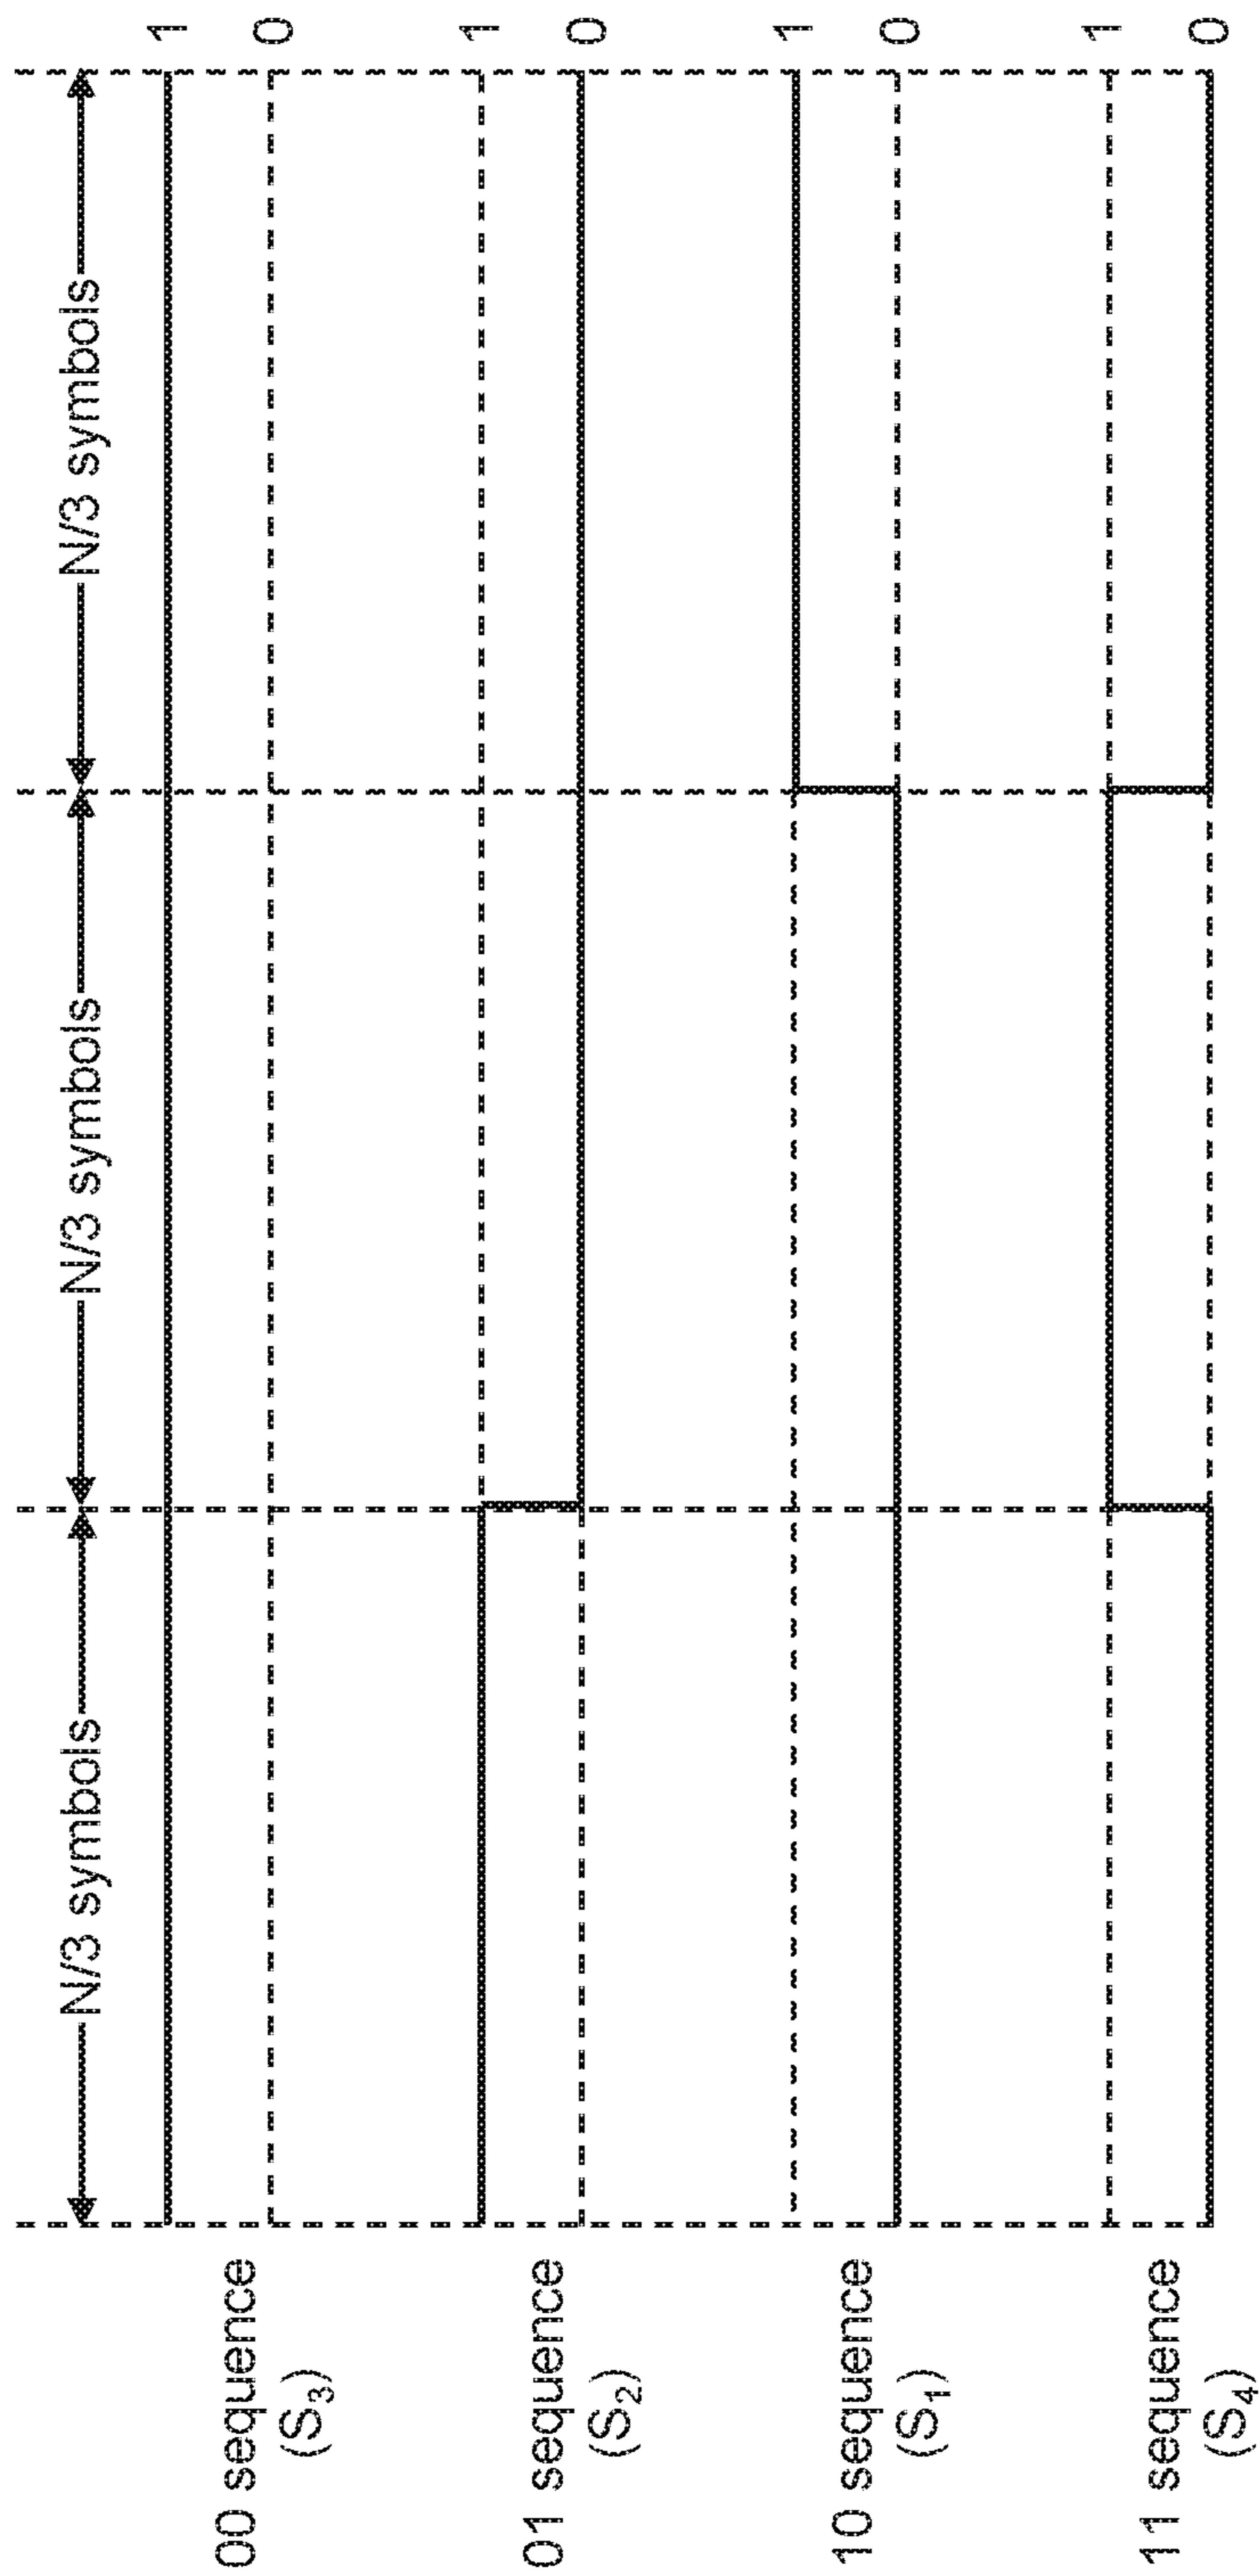 N/3 symbols N/3 symbols N/3 symbols
1
00 sequence
(S₃)
0
1
01 sequence
(S₂)
0
1
10 sequence
(S₁)
0
1
11 sequence
(S₄)
0